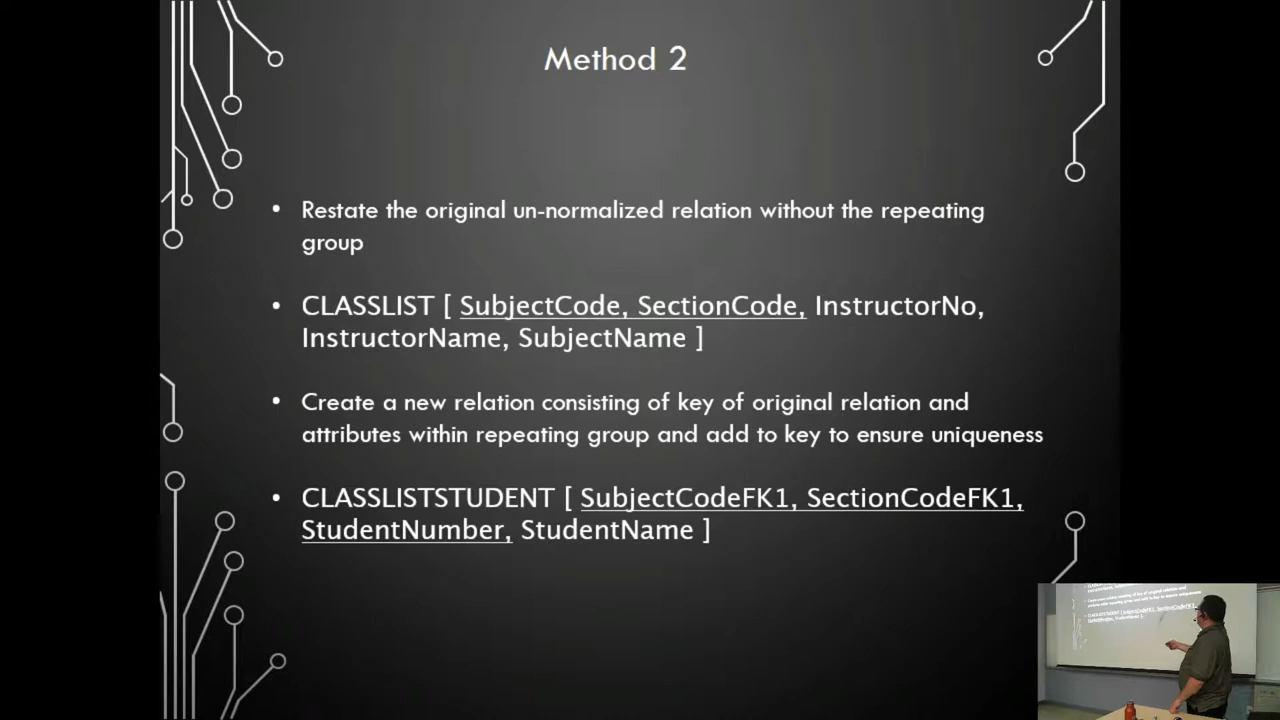 Method 2
• Restate the original un-normalized relation without the repeating
group
• CLASSLIST [ SubjectCode, SectionCode, InstructorNo,
InstructorName, SubjectName ]
• Create a new relation consisting of key of original relation and
attributes within repeating group and add to key to ensure uniqueness
• CLASSLISTSTUDENT [ SubjectCodeFK1, SectionCodeFK1,
StudentNumber, StudentName ]